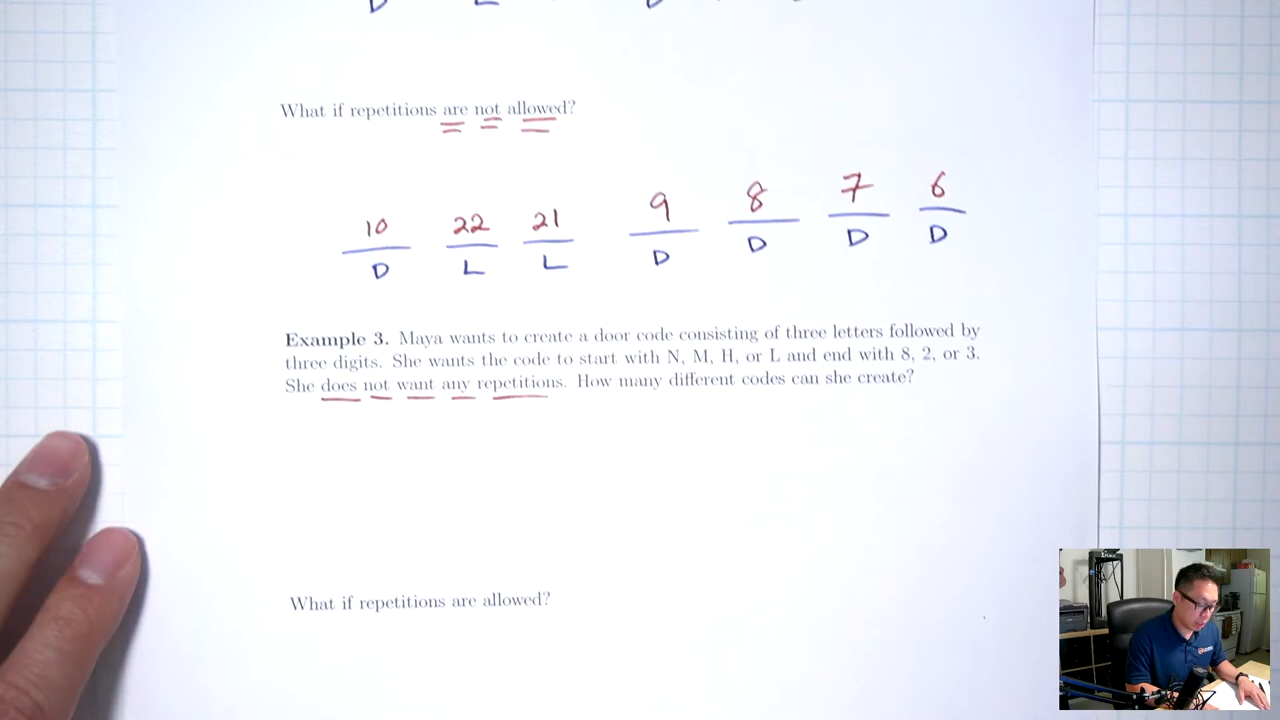 What if repetitions are not allowed?
10 22 21 9 8 7 6
D L L D D D D
Example 3. Maya wants to create a door code consisting of three letters followed by
three digits. She wants the code to start with N, M, H, or L and end with 8, 2, or 3.
She does not want any repetitions. How many different codes can she create?
What if repetitions are allowed?